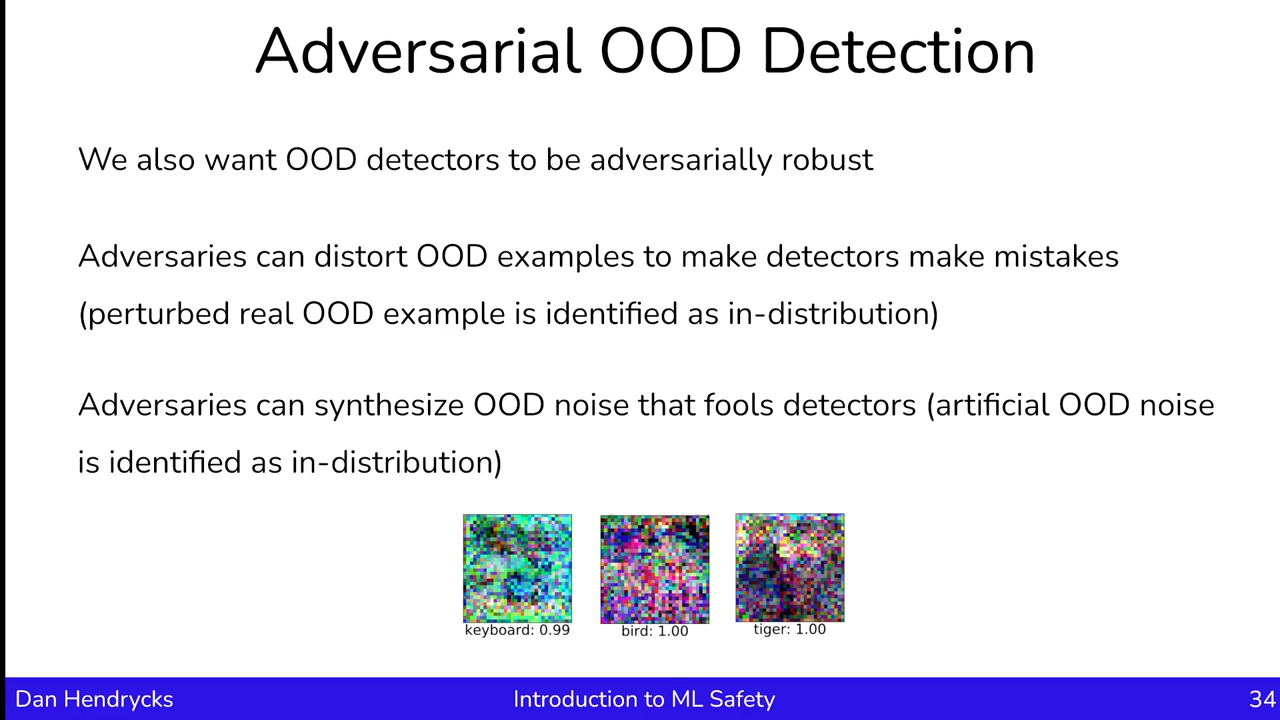 Adversarial OOD Detection
We also want OOD detectors to be adversarially robust
Adversaries can distort OOD examples to make detectors make mistakes
(perturbed real OOD example is identified as in-distribution)
Adversaries can synthesize OOD noise that fools detectors (artificial OOD noise
is identified as in-distribution)
keyboard: 0.99 bird: 1.00 tiger: 1.00
Dan Hendrycks Introduction to ML Safety 34